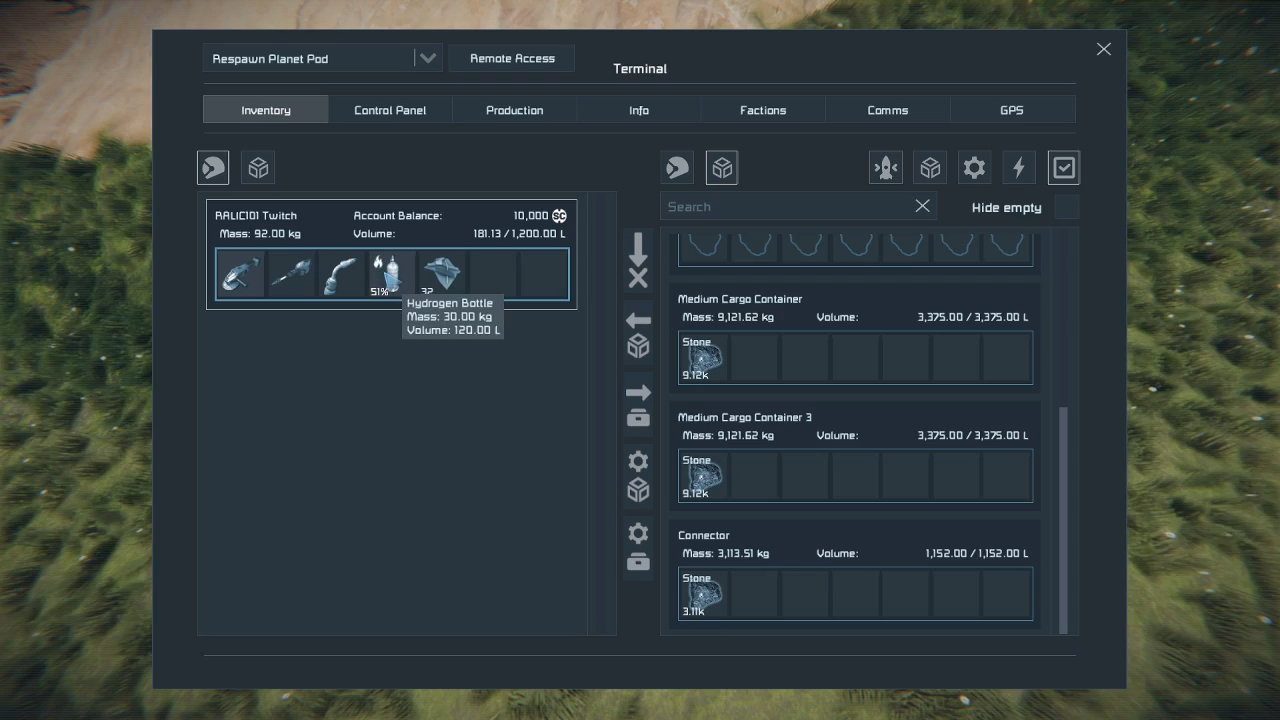 Respawn Planet Pod
Remote Access
Terminal
Inventory
Control Panel
Production
Info
Factions
Comms
GPS
RALIC101 Twitch
Account Balance:
10,000 SC
Mass: 92.00 kg
Volume:
181.13 / 1,200.00 L
51%
32
Hydrogen Bottle
Mass: 30.00 kg
Volume: 120.00 L
Search
Hide empty
Medium Cargo Container
Mass: 9,121.62 kg
Volume:
3,375.00 / 3,375.00 L
Stone
9.12k
Medium Cargo Container 3
Mass: 9,121.62 kg
Volume:
3,375.00 / 3,375.00 L
Stone
9.12k
Connector
Mass: 3,113.51 kg
Volume:
1,152.00 / 1,152.00 L
Stone
3.11k